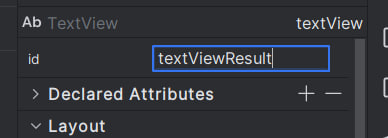 Ab TextView textView
id textViewResult
Declared Attributes
Layout